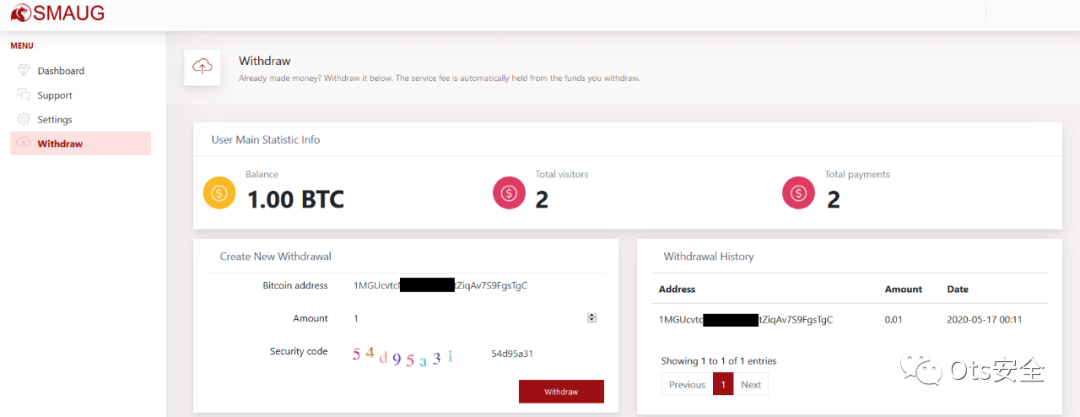 SMAUG
MENU
Dashboard
Support
Settings
Withdraw
Withdraw
Already made money? Withdraw it below. The service fee is automatically held from the funds you withdraw.
User Main Statistic Info
Balance
1.00 BTC
Total visitors
2
Total payments
2
Create New Withdrawal
Bitcoin address 1MGUcvtc tZiqAv7S9FgsTgC
Amount 1
Security code 54d95a31 54d95a31
Withdraw
Withdrawal History
Address Amount Date
1MGUcvtc tZiqAv7S9FgsTgC 0.01 2020-05-17 00:11
Showing 1 to 1 of 1 entries
Previous 1 Next
Ots安全